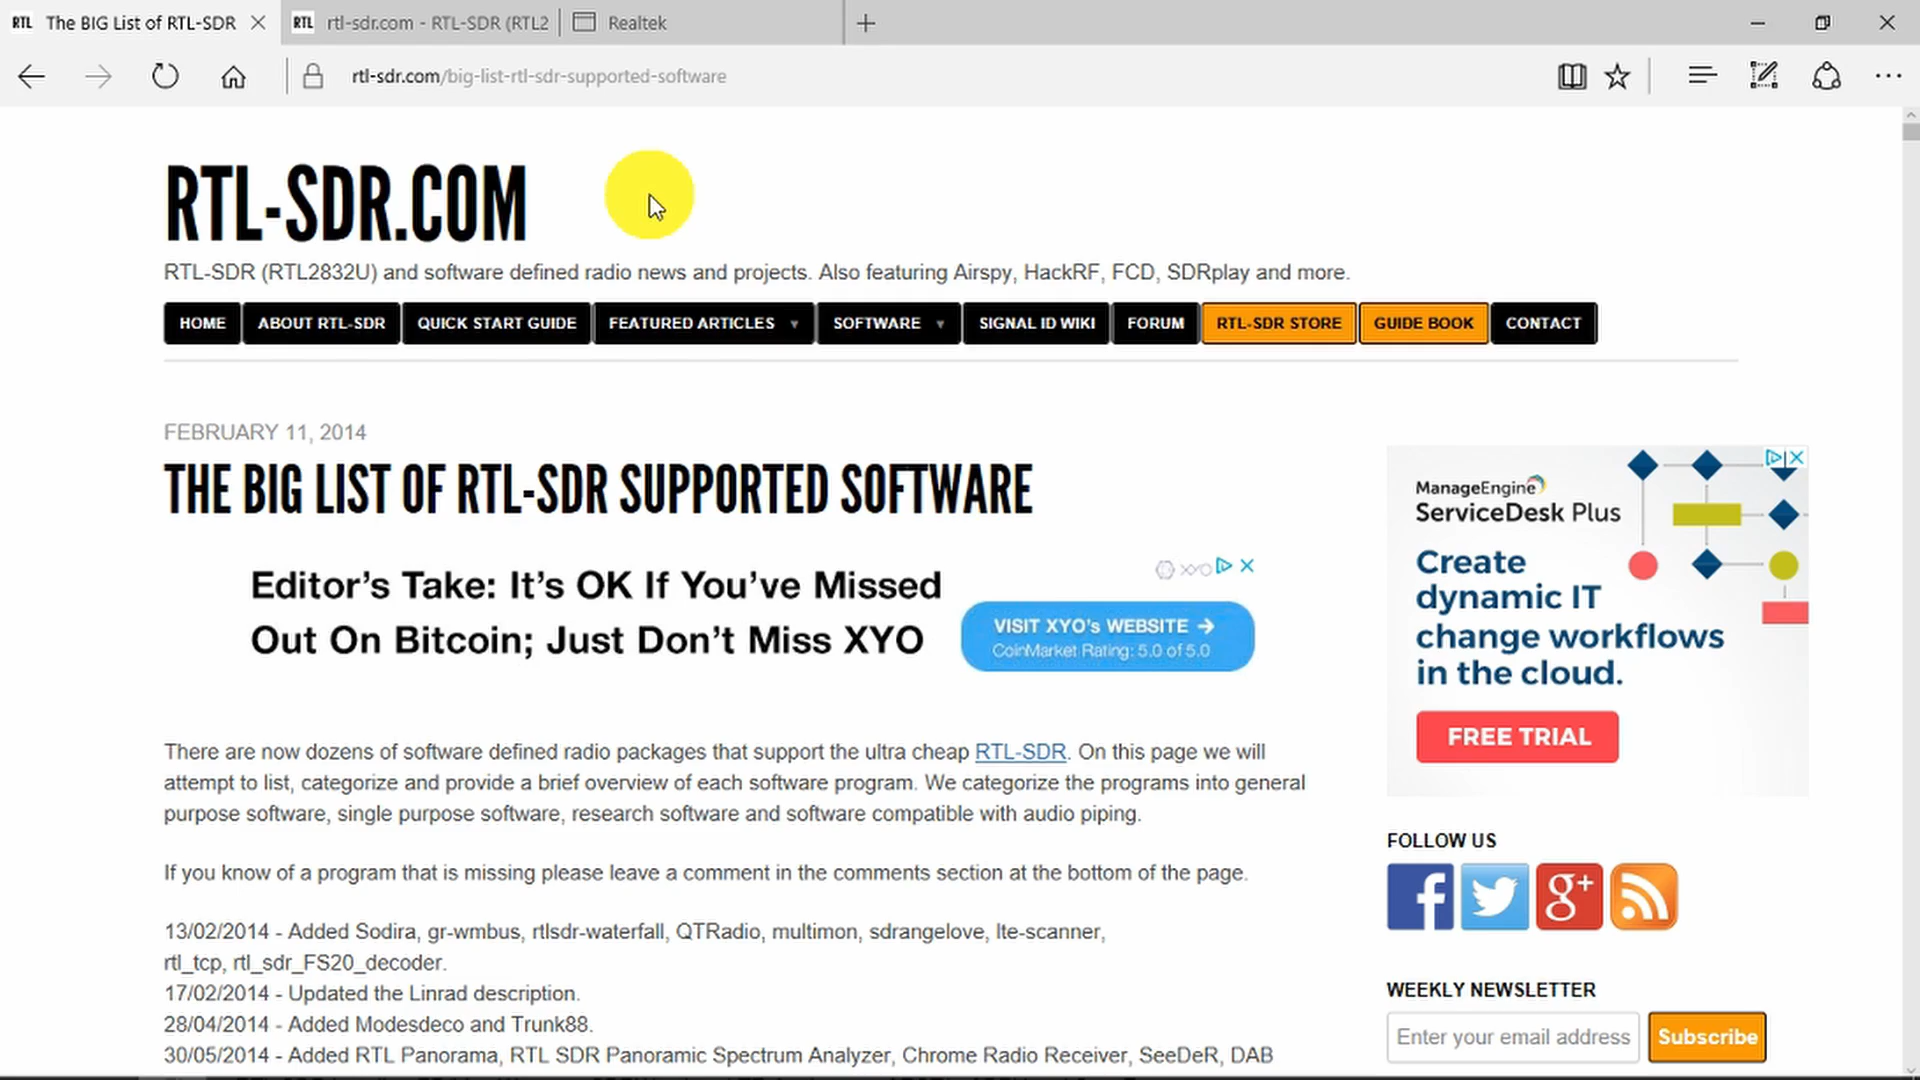 RTL The BIG List of RTL-SDR
RTL rtl-sdr.com - RTL-SDR (RTL2
Realtek
rtl-sdr.com/big-list-rtl-sdr-supported-software
RTL-SDR.COM
RTL-SDR (RTL2832U) and software defined radio news and projects. Also featuring Airspy, HackRF, FCD, SDRplay and more.
HOME ABOUT RTL-SDR QUICK START GUIDE FEATURED ARTICLES SOFTWARE SIGNAL ID WIKI FORUM RTL-SDR STORE GUIDE BOOK CONTACT
FEBRUARY 11, 2014
THE BIG LIST OF RTL-SDR SUPPORTED SOFTWARE
Editor's Take: It's OK If You've Missed
Out On Bitcoin; Just Don't Miss XYO
XYO
VISIT XYO's WEBSITE →
CoinMarket Rating: 5.0 of 5.0
There are now dozens of software defined radio packages that support the ultra cheap RTL-SDR. On this page we will
attempt to list, categorize and provide a brief overview of each software program. We categorize the programs into general
purpose software, single purpose software, research software and software compatible with audio piping.
If you know of a program that is missing please leave a comment in the comments section at the bottom of the page.
13/02/2014 - Added Sodira, gr-wmbus, rtlsdr-waterfall, QTRadio, multimon, sdrangelove, lte-scanner,
rtl_tcp, rtl_sdr_FS20_decoder.
17/02/2014 - Updated the Linrad description.
28/04/2014 - Added Modesdeco and Trunk88.
30/05/2014 - Added RTL Panorama, RTL SDR Panoramic Spectrum Analyzer, Chrome Radio Receiver, SeeDeR, DAB
ManageEngine
ServiceDesk Plus
Create
dynamic IT
change workflows
in the cloud.
FREE TRIAL
FOLLOW US
f
g+
WEEKLY NEWSLETTER
Enter your email address
Subscribe